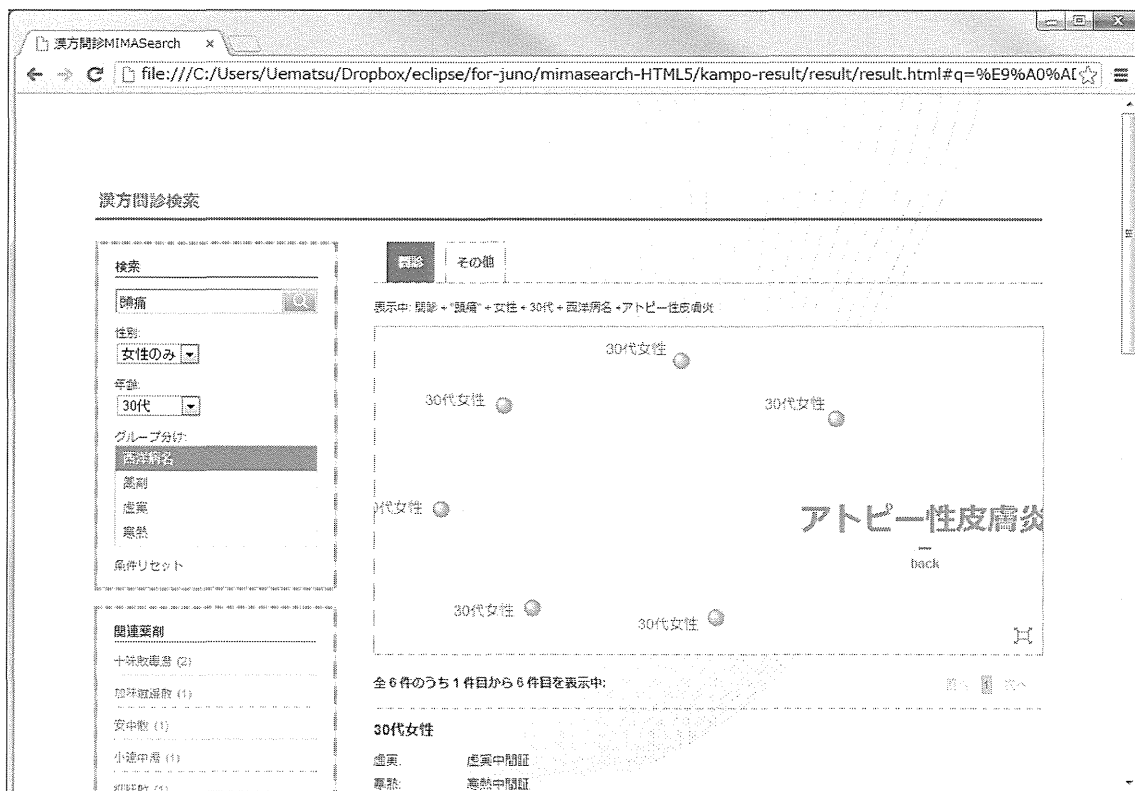 漢方問診MIMASearch ×
file:///C:/Users/Uematsu/Dropbox/eclipse/for-juno/mimasearch-HTML5/kampo-result/result/result.html#q=%E9%A0%A
漢方問診検索
検索
頭痛
性別:
女性のみ
年齢:
30代
グループ分け:
西洋病名
薬剤
虚実
寒熱
条件リセット
関連薬剤
十味敗毒湯 (2)
加味逍遥散 (1)
安中散 (1)
小建中湯 (1)
問診 その他
表示中: 問診 + "頭痛" + 女性 + 30代 + 西洋病名 +アトピー性皮膚炎
30代女性
30代女性
30代女性
0代女性
アトピー性皮膚炎
back
30代女性
30代女性
全 6 件のうち 1 件目から 6 件目を表示中:
前へ 1 次へ
30代女性
虚実: 虚実中間証
寒熱: 寒熱中間証